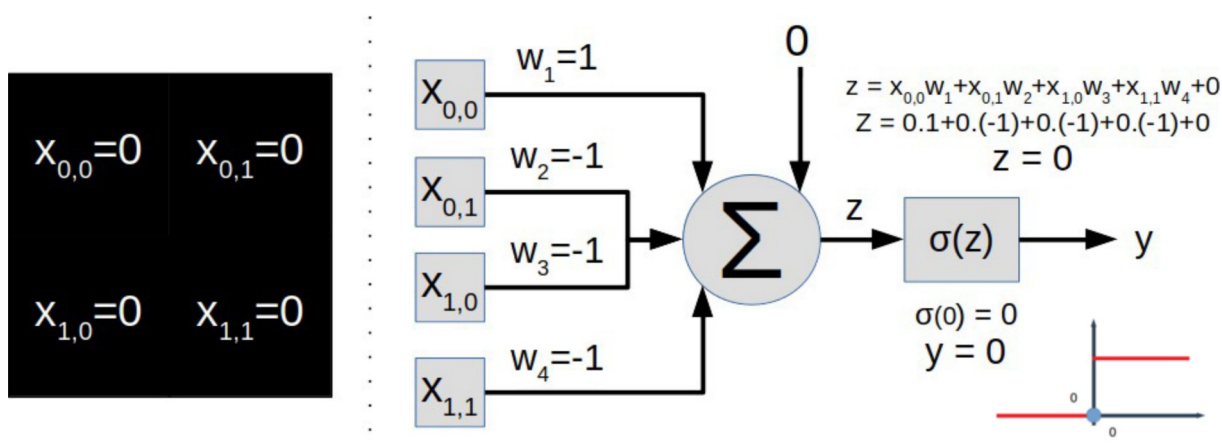 x0,0=0 x0,1=0
x1,0=0 x1,1=0
x0,0
w1=1
x0,1
w2=-1
x1,0
w3=-1
x1,1
w4=-1
0
Σ
z
z = x0,0w1+x0,1w2+x1,0w3+x1,1w4+0
Z = 0.1+0.(-1)+0.(-1)+0.(-1)+0
z = 0
σ(z)
y
σ(0) = 0
y = 0
0
0